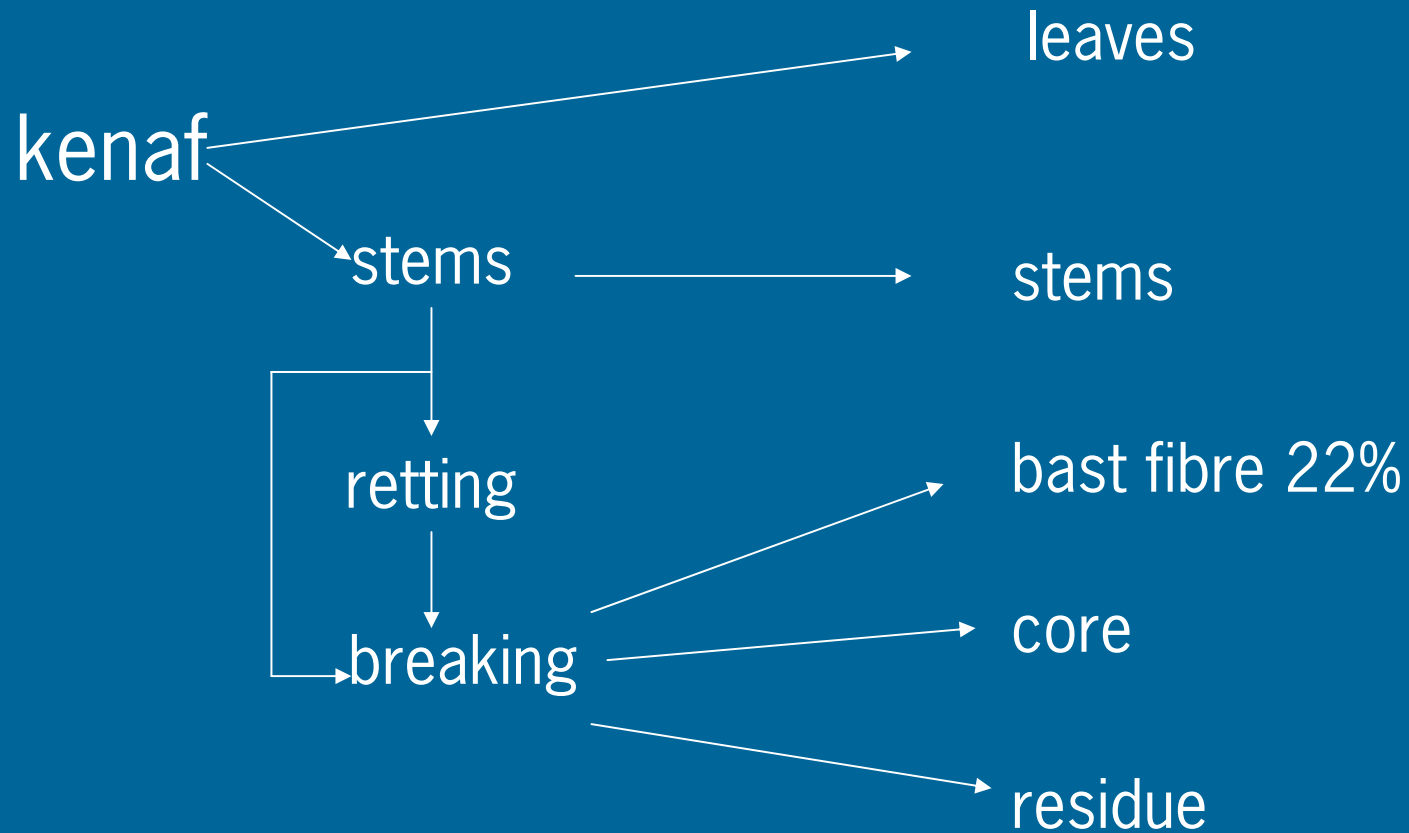 leaves
kenaf
stems
stems
retting
bast fibre 22%
core
breaking
residue